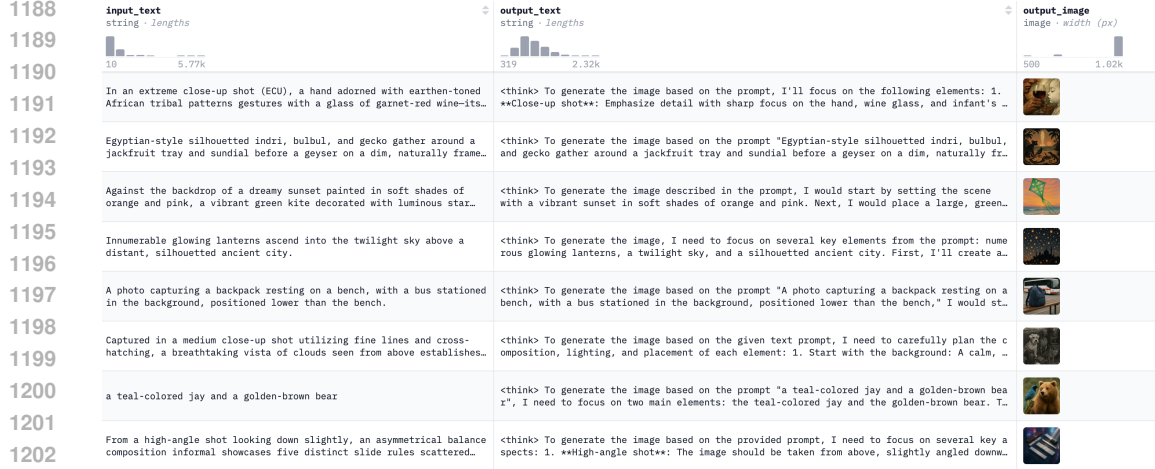 1188
1189
1190
1191
1192
1193
1194
1195
1196
1197
1198
1199
1200
1201
1202
input_text
string · lengths
10 5.77k
output_text
string · lengths
319 2.32k
output_image
image · width (px)
500 1.02k
In an extreme close-up shot (ECU), a hand adorned with earthen-toned
African tribal patterns gestures with a glass of garnet-red wine—its…
<think> To generate the image based on the prompt, I'll focus on the following elements: 1.
**Close-up shot**: Emphasize detail with sharp focus on the hand, wine glass, and infant's …
Egyptian-style silhouetted indri, bulbul, and gecko gather around a
jackfruit tray and sundial before a geyser on a dim, naturally frame…
<think> To generate the image based on the prompt "Egyptian-style silhouetted indri, bulbul,
and gecko gather around a jackfruit tray and sundial before a geyser on a dim, naturally fr…
Against the backdrop of a dreamy sunset painted in soft shades of
orange and pink, a vibrant green kite decorated with luminous star…
<think> To generate the image described in the prompt, I would start by setting the scene
with a vibrant sunset in soft shades of orange and pink. Next, I would place a large, green…
Innumerable glowing lanterns ascend into the twilight sky above a
distant, silhouetted ancient city.
<think> To generate the image, I need to focus on several key elements from the prompt: nume
rous glowing lanterns, a twilight sky, and a silhouetted ancient city. First, I'll create a…
A photo capturing a backpack resting on a bench, with a bus stationed
in the background, positioned lower than the bench.
<think> To generate the image based on the prompt "A photo capturing a backpack resting on a
bench, with a bus stationed in the background, positioned lower than the bench," I would st…
Captured in a medium close-up shot utilizing fine lines and cross-
hatching, a breathtaking vista of clouds seen from above establishes…
<think> To generate the image based on the given text prompt, I need to carefully plan the c
omposition, lighting, and placement of each element: 1. Start with the background: A calm, …
a teal-colored jay and a golden-brown bear
<think> To generate the image based on the prompt "a teal-colored jay and a golden-brown bea
r", I need to focus on two main elements: the teal-colored jay and the golden-brown bear. T…
From a high-angle shot looking down slightly, an asymmetrical balance
composition informal showcases five distinct slide rules scattered…
<think> To generate the image based on the provided prompt, I need to focus on several key a
spects: 1. **High-angle shot**: The image should be taken from above, slightly angled downw…